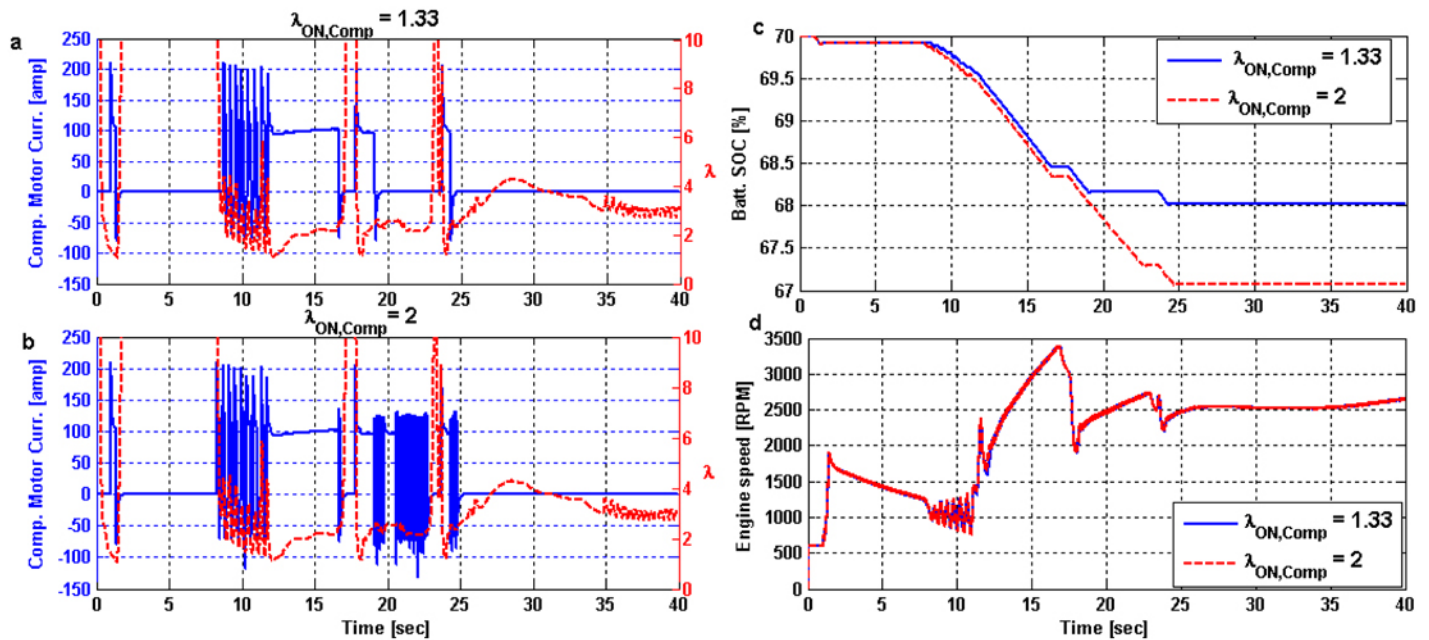 λON,Comp = 1.33
a
250
200
150
100
50
0
-50
-100
-150
Comp. Motor Curr. [amp]
10
8
6
4
2
0
λ
0 5 10 15 20 25 30 35 40
λON,Comp = 2
b
250
200
150
100
50
0
-50
-100
-150
Comp. Motor Curr. [amp]
10
8
6
4
2
0
λ
0 5 10 15 20 25 30 35 40
Time [sec]
c
70
69.5
69
68.5
68
67.5
67
Batt. SOC [%]
λON,Comp = 1.33
λON,Comp = 2
0 5 10 15 20 25 30 35 40
d
3500
3000
2500
2000
1500
1000
500
0
Engine speed [RPM]
λON,Comp = 1.33
λON,Comp = 2
0 5 10 15 20 25 30 35 40
Time [sec]